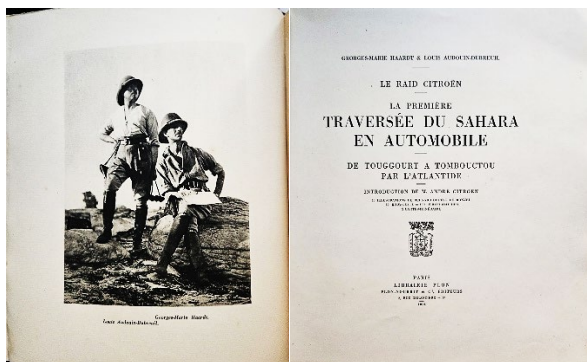 Georges-Marie Haardt.
Louis Audouin-Dubreuil.
GEORGES-MARIE HAARDT & LOUIS AUDOUIN-DUBREUIL
LE RAID CITROËN
LA PREMIÈRE
TRAVERSÉE DU SAHARA
EN AUTOMOBILE
DE TOUGGOURT A TOMBOUCTOU
PAR L'ATLANTIDE
INTRODUCTION DE M. ANDRÉ CITROËN
PARIS
LIBRAIRIE PLON